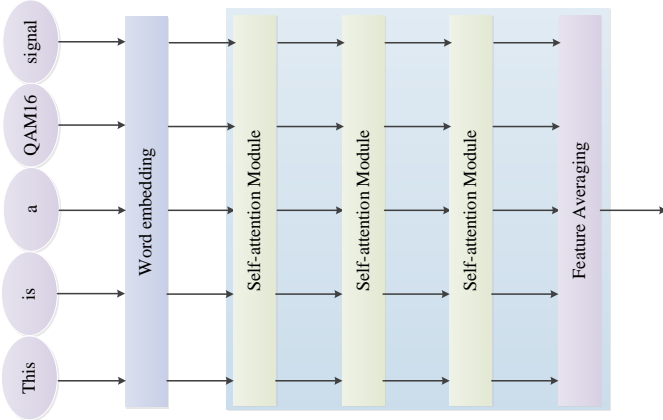 signal
QAM16
a
is
This
Word embedding
Self-attention Module
Self-attention Module
Self-attention Module
Feature Averaging